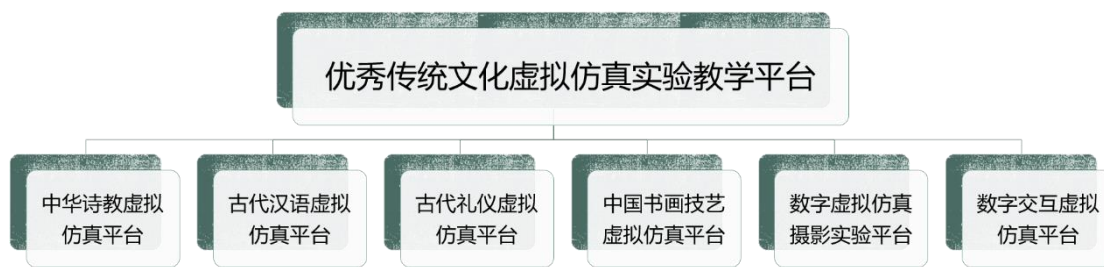 优秀传统文化虚拟仿真实验教学平台
中华诗教虚拟
仿真平台
古代汉语虚拟
仿真平台
古代礼仪虚拟
仿真平台
中国书画技艺
虚拟仿真平台
数字虚拟仿真
摄影实验平台
数字交互虚拟
仿真平台